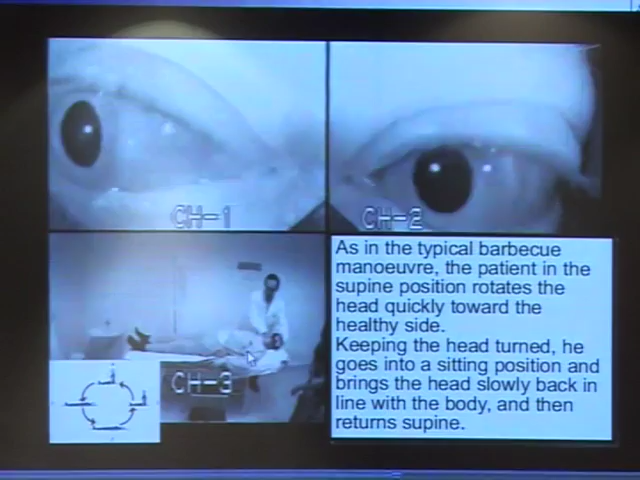 CH-1
CH-2
As in the typical barbecue
manoeuvre, the patient in the
supine position rotates the
head quickly toward the
healthy side.
Keeping the head turned, he
goes into a sitting position and
brings the head slowly back in
line with the body, and then
returns supine.
CH-3